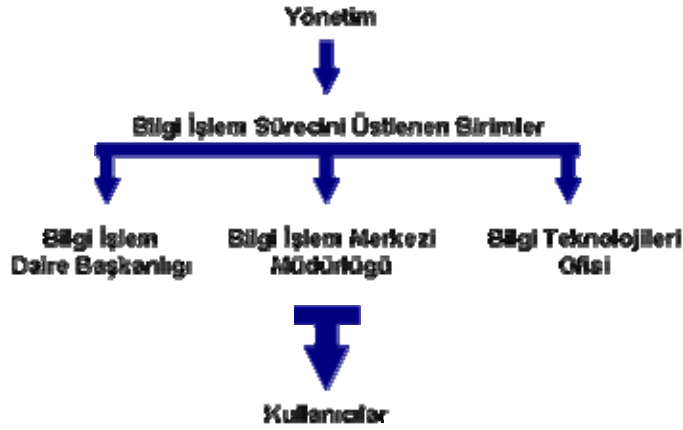 Yönetim
Bilgi İşlem Sürecini Üstlenen Birimler
Bilgi İşlem
Daire Başkanlığı
Bilgi İşlem Merkezi
Müdürlüğü
Bilgi Teknolojileri
Ofisi
Kullanıcılar